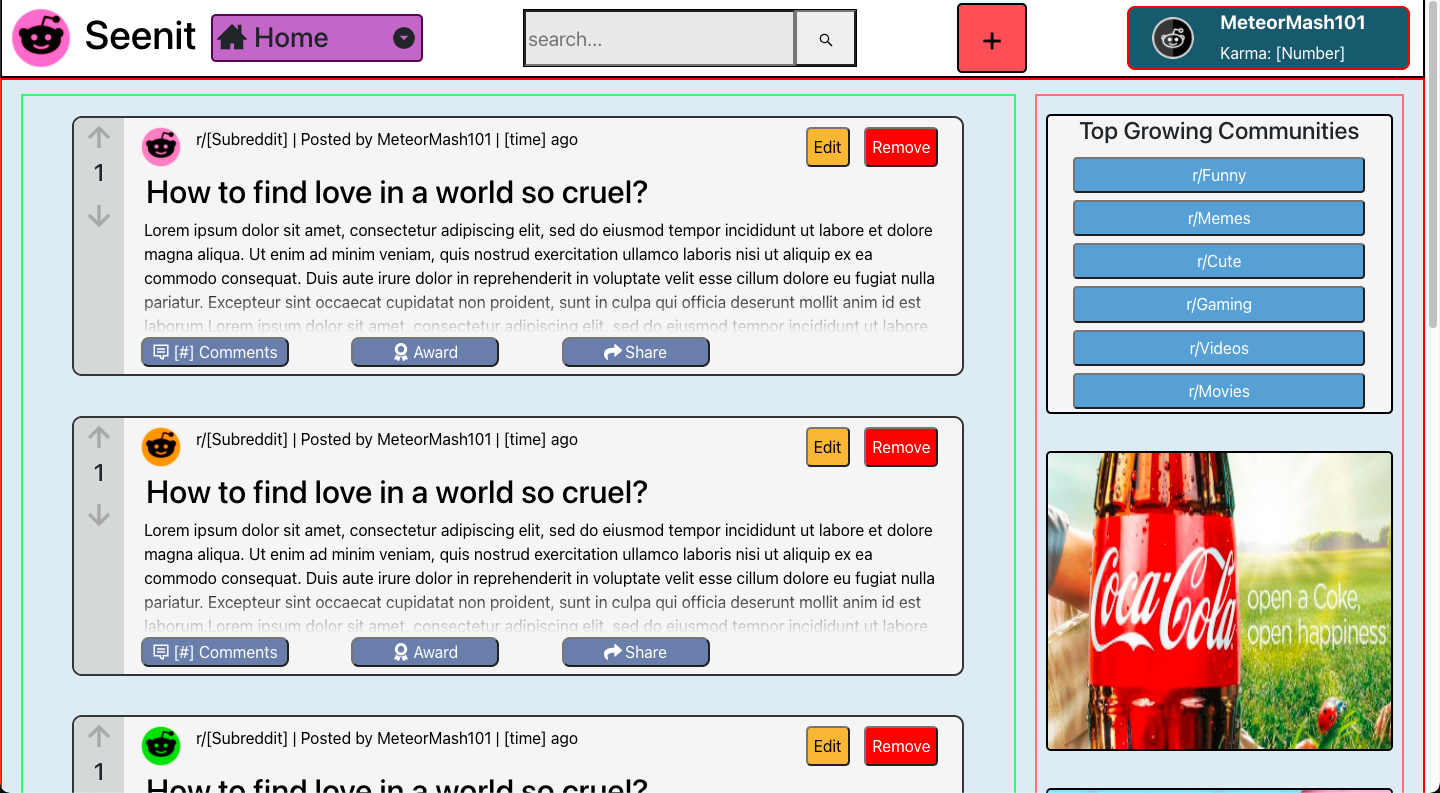 Seenit
Home
search...
+
MeteorMash101
Karma: [Number]
1
r/[Subreddit] | Posted by MeteorMash101 | [time] ago
Edit
Remove
How to find love in a world so cruel?
Lorem ipsum dolor sit amet, consectetur adipiscing elit, sed do eiusmod tempor incididunt ut labore et dolore
magna aliqua. Ut enim ad minim veniam, quis nostrud exercitation ullamco laboris nisi ut aliquip ex ea
commodo consequat. Duis aute irure dolor in reprehenderit in voluptate velit esse cillum dolore eu fugiat nulla
pariatur. Excepteur sint occaecat cupidatat non proident, sunt in culpa qui officia deserunt mollit anim id est
laborum.Lorem ipsum dolor sit amet, consectetur adipiscing elit, sed do eiusmod tempor incididunt ut labore
[#] Comments
Award
Share
1
r/[Subreddit] | Posted by MeteorMash101 | [time] ago
Edit
Remove
How to find love in a world so cruel?
Lorem ipsum dolor sit amet, consectetur adipiscing elit, sed do eiusmod tempor incididunt ut labore et dolore
magna aliqua. Ut enim ad minim veniam, quis nostrud exercitation ullamco laboris nisi ut aliquip ex ea
commodo consequat. Duis aute irure dolor in reprehenderit in voluptate velit esse cillum dolore eu fugiat nulla
pariatur. Excepteur sint occaecat cupidatat non proident, sunt in culpa qui officia deserunt mollit anim id est
laborum.Lorem ipsum dolor sit amet, consectetur adipiscing elit, sed do eiusmod tempor incididunt ut labore
[#] Comments
Award
Share
1
r/[Subreddit] | Posted by MeteorMash101 | [time] ago
Edit
Remove
How to find love in a world so cruel?
Top Growing Communities
r/Funny
r/Memes
r/Cute
r/Gaming
r/Videos
r/Movies
Coca-Cola
open a Coke,
open happiness